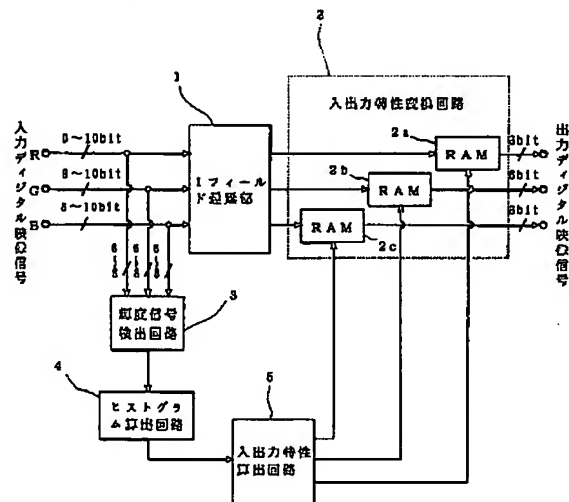 2
1
入出力特性変換回路
2a
RAM
8bit
2b
RAM
8bit
2c
RAM
8bit
入力ディジタル映像信号
R
8~10bit
G
8~10bit
B
8~10bit
1フィール
ド遅延部
出力ディジタル映像信号
輝度信号
検出回路
3
4
ヒストグラ
ム算出回路
5
入出力特性
算出回路